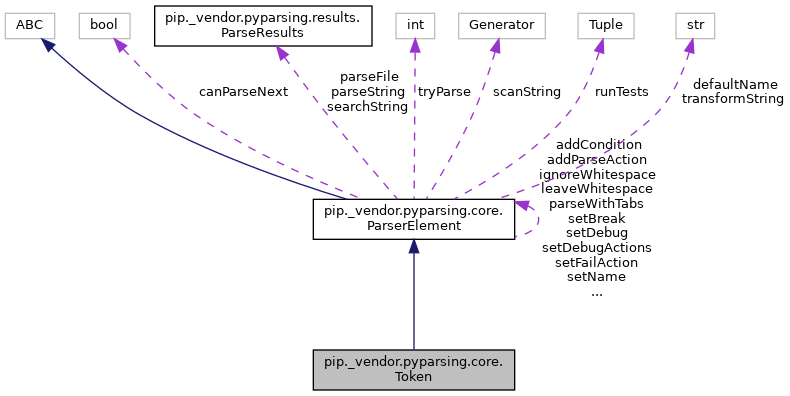 ABC
bool
pip._vendor.pyparsing.results.
ParseResults
int
Generator
Tuple
str
canParseNext
parseFile
parseString
searchString
tryParse
scanString
runTests
defaultName
transformString
addCondition
addParseAction
ignoreWhitespace
leaveWhitespace
parseWithTabs
setBreak
setDebug
setDebugActions
setFailAction
setName
...
pip._vendor.pyparsing.core.
ParserElement
pip._vendor.pyparsing.core.
Token